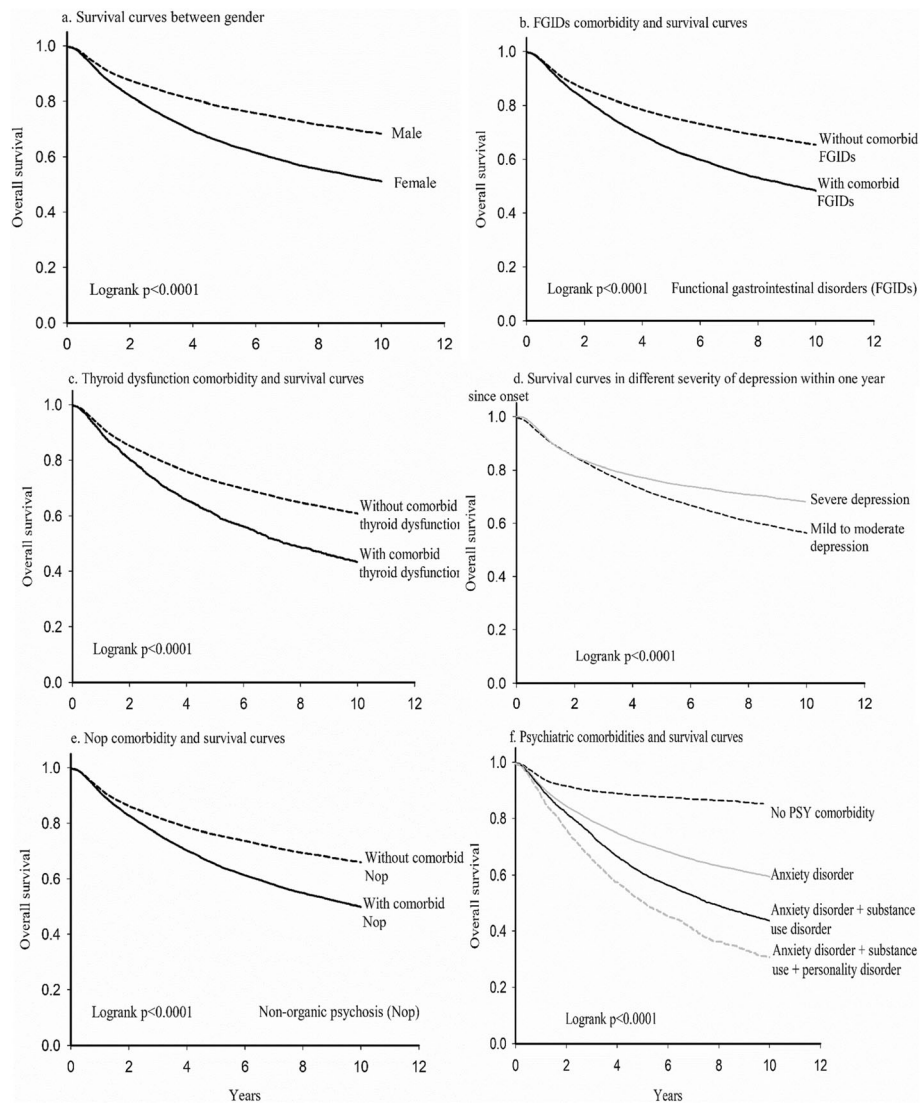 a. Survival curves between gender
1.0
0.8
0.6
0.4
0.2
0.0
Overall survival
Male
Female
Logrank p<0.0001
0 2 4 6 8 10 12
b. FGIDs comorbidity and survival curves
1.0
0.8
0.6
0.4
0.2
0.0
Overall survival
Without comorbid
FGIDs
With comorbid
FGIDs
Logrank p<0.0001 Functional gastrointestinal disorders (FGIDs)
0 2 4 6 8 10 12
c. Thyroid dysfunction comorbidity and survival curves
1.0
0.8
0.6
0.4
0.2
0.0
Overall survival
Without comorbid
thyroid dysfunction
With comorbid
thyroid dysfunction
Logrank p<0.0001
0 2 4 6 8 10 12
d. Survival curves in different severity of depression within one year
since onset
1.0
0.8
0.6
0.4
0.2
0.0
Overall survival
Severe depression
Mild to moderate
depression
Logrank p<0.0001
0 2 4 6 8 10 12
e. Nop comorbidity and survival curves
1.0
0.8
0.6
0.4
0.2
0.0
Overall survival
Without comorbid
Nop
With comorbid
Nop
Logrank p<0.0001 Non-organic psychosis (Nop)
0 2 4 6 8 10 12
Years
f. Psychiatric comorbidities and survival curves
1.0
0.8
0.6
0.4
0.2
0.0
Overall survival
No PSY comorbidity
Anxiety disorder
Anxiety disorder + substance
use disorder
Anxiety disorder + substance
use + personality disorder
Logrank p<0.0001
0 2 4 6 8 10 12
Years